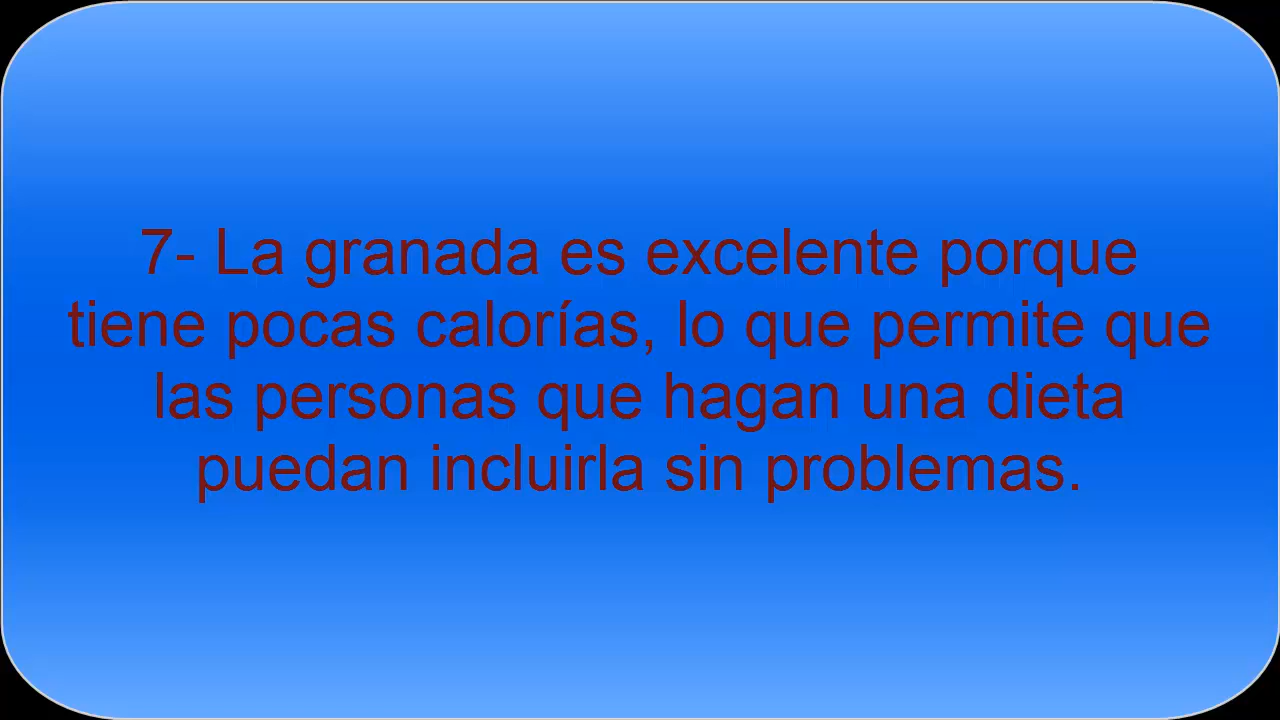 7- La granada es excelente porque
tiene pocas calorías, lo que permite que
las personas que hagan una dieta
puedan incluirla sin problemas.